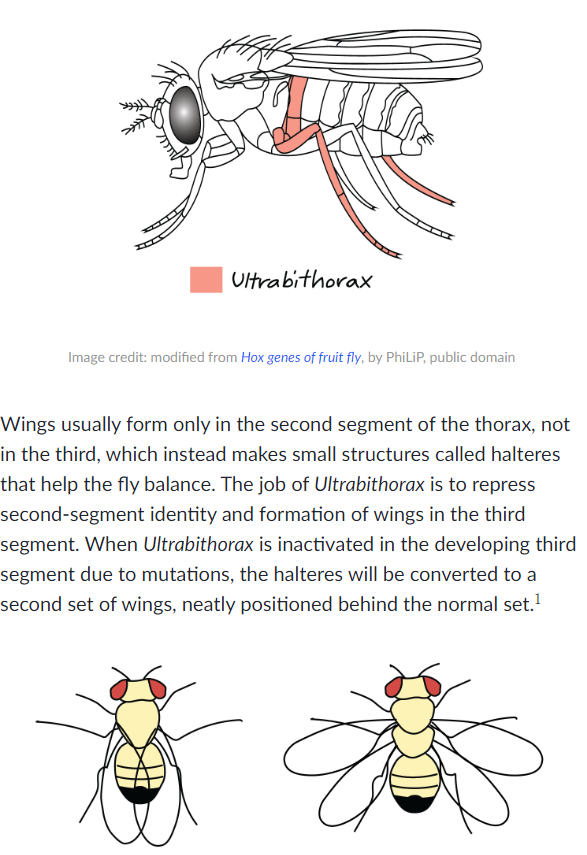 Ultrabithorax
Image credit: modified from Hox genes of fruit fly, by PhiLiP, public domain
Wings usually form only in the second segment of the thorax, not
in the third, which instead makes small structures called halteres
that help the fly balance. The job of Ultrabithorax is to repress
second-segment identity and formation of wings in the third
segment. When Ultrabithorax is inactivated in the developing third
segment due to mutations, the halteres will be converted to a
second set of wings, neatly positioned behind the normal set.1